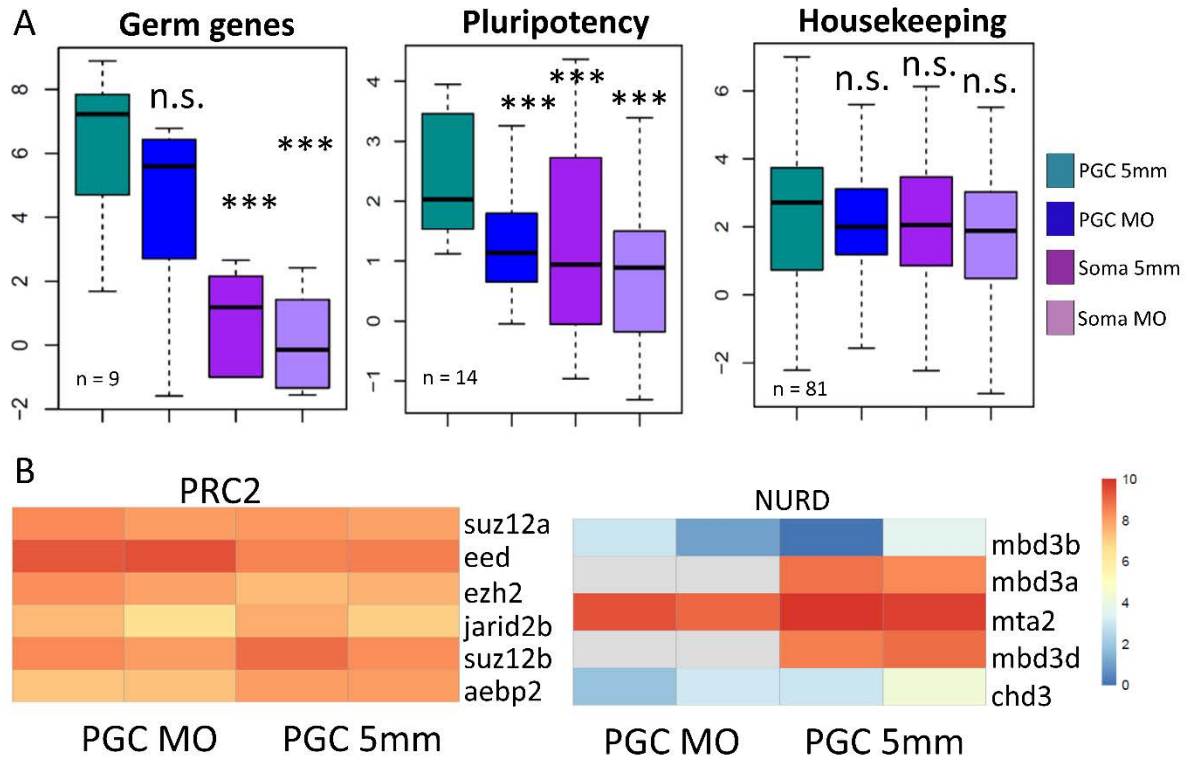 A
Germ genes
Pluripotency
Housekeeping
8
6
4
2
0
−2
n.s.
***
***
n = 9
4
3
2
1
0
−1
***
***
***
n = 14
6
4
2
0
−2
n.s.
n.s.
n.s.
n = 81
PGC 5mm
PGC MO
Soma 5mm
Soma MO
B
PRC2
suz12a
eed
ezh2
jarid2b
suz12b
aebp2
PGC MO
PGC 5mm
NURD
mbd3b
mbd3a
mta2
mbd3d
chd3
PGC MO
PGC 5mm
10
8
6
4
2
0